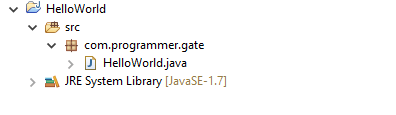 HelloWorld
src
com.programmer.gate
HelloWorld.java
JRE System Library [JavaSE-1.7]